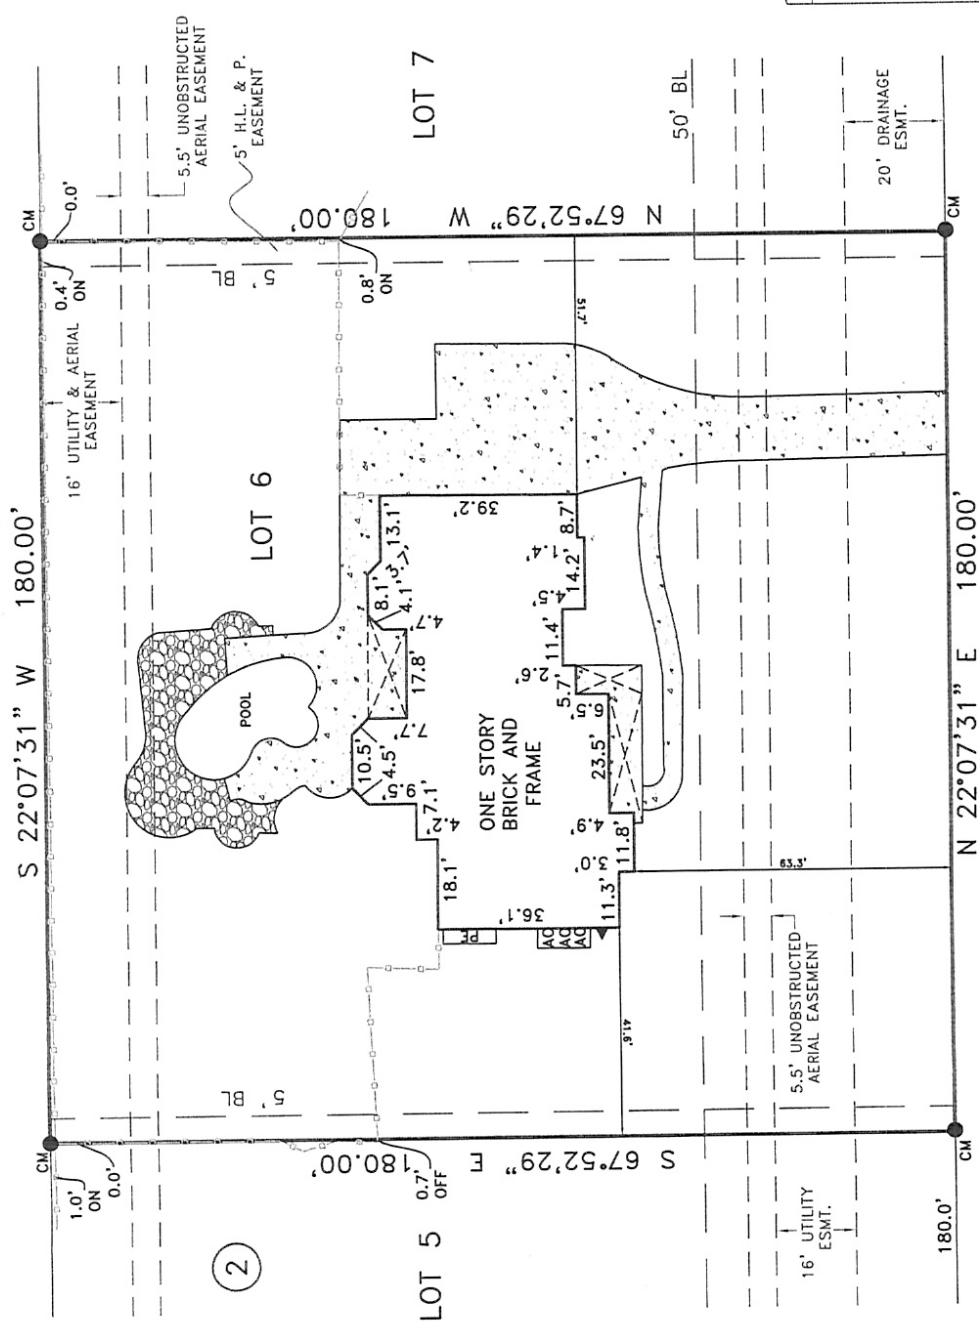 S 22°07'31" W 180.00'
CM
CM
1.0'
ON
0.0'
0.4'
ON
0.0'
16' UTILITY & AERIAL
EASEMENT
5.5' UNOBSTRUCTED
AERIAL EASEMENT
5' H.L. & P.
EASEMENT
2
5' BL
LOT 6
5' BL
POOL
S 67°52'29" E
180.00'
N 67°52'29" W
180.00'
0.7'
OFF
0.8'
ON
LOT 5
LOT 7
18.1'
4.2'
7.1'
9.5'
4.5'
10.5'
7.7'
17.8'
4.7'
4.1'
8.1'
13.1'
39.2'
36.1'
ONE STORY
BRICK AND
FRAME
AC
AC
AC
11.3'
3.0'
11.8'
4.9'
23.5'
6.5'
5.7'
2.6'
11.4'
4.5'
14.2'
1.4'
8.7'
51.7'
41.6'
63.3'
50' BL
5.5' UNOBSTRUCTED
AERIAL EASEMENT
16' UTILITY
ESMT.
20' DRAINAGE
ESMT.
180.0'
CM
CM
N 22°07'31" E 180.00'